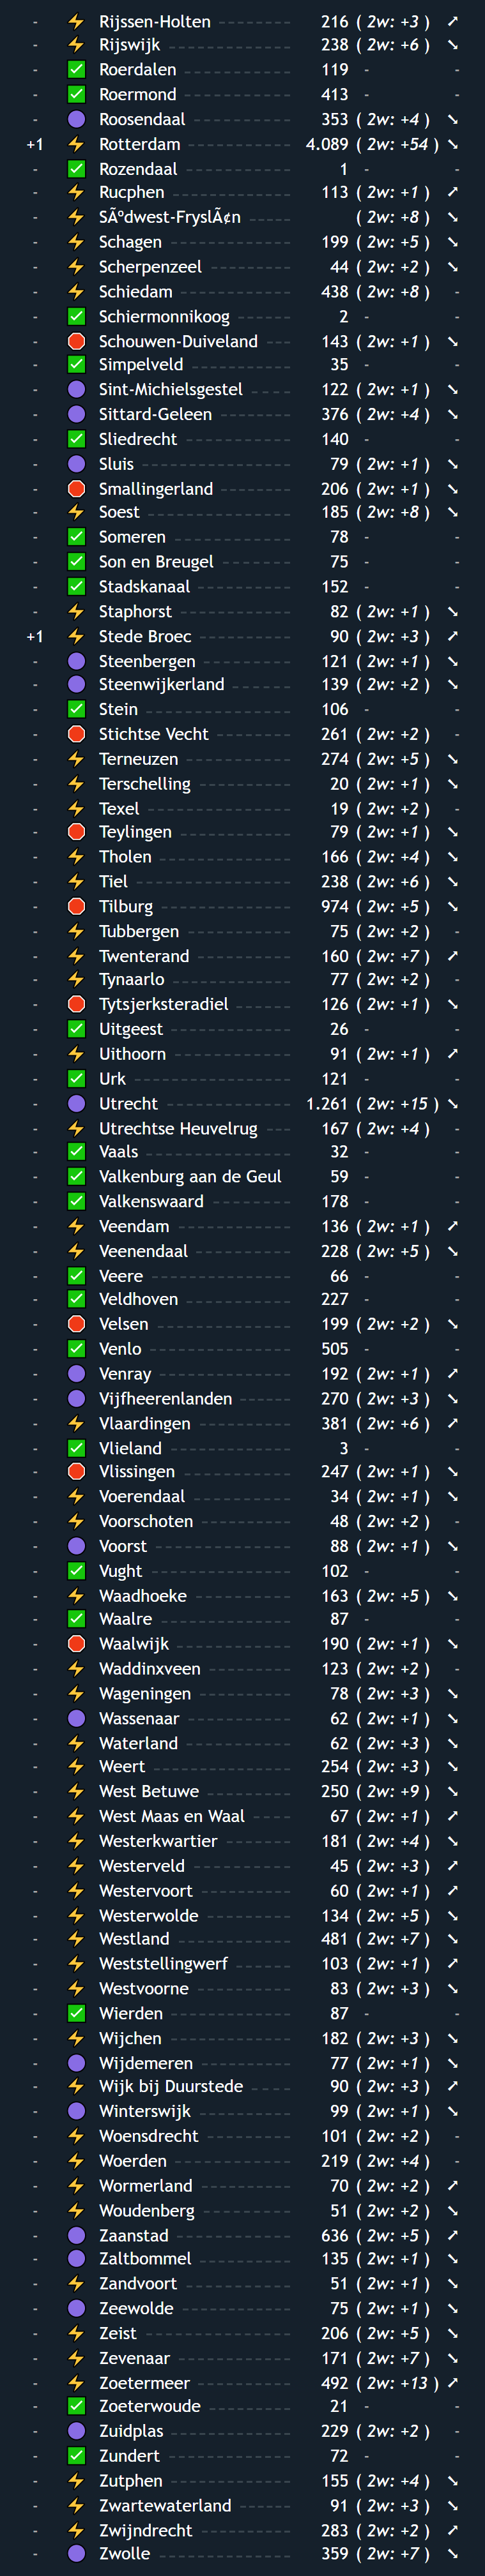 - ⚡ Rijssen-Holten 216 ( 2w: +3 ) ➚
- ⚡ Rijswijk 238 ( 2w: +6 ) ➘
- ✅ Roerdalen 119 - -
- ✅ Roermond 413 - -
- 🟣 Roosendaal 353 ( 2w: +4 ) ➘
+1 ⚡ Rotterdam 4.089 ( 2w: +54 ) ➘
- ✅ Rozendaal 1 - -
- ⚡ Rucphen 113 ( 2w: +1 ) ➚
- ⚡ SÃºdwest-FryslÃ¢n ( 2w: +8 ) ➘
- ⚡ Schagen 199 ( 2w: +5 ) ➘
- ⚡ Scherpenzeel 44 ( 2w: +2 ) ➘
- ⚡ Schiedam 438 ( 2w: +8 ) -
- ✅ Schiermonnikoog 2 - -
- 🛑 Schouwen-Duiveland 143 ( 2w: +1 ) ➘
- ✅ Simpelveld 35 - -
- 🟣 Sint-Michielsgestel 122 ( 2w: +1 ) ➘
- 🟣 Sittard-Geleen 376 ( 2w: +4 ) ➘
- ✅ Sliedrecht 140 - -
- 🟣 Sluis 79 ( 2w: +1 ) ➘
- 🛑 Smallingerland 206 ( 2w: +1 ) ➘
- ⚡ Soest 185 ( 2w: +8 ) ➘
- ✅ Someren 78 - -
- ✅ Son en Breugel 75 - -
- ✅ Stadskanaal 152 - -
- ⚡ Staphorst 82 ( 2w: +1 ) ➘
+1 ⚡ Stede Broec 90 ( 2w: +3 ) ➚
- 🟣 Steenbergen 121 ( 2w: +1 ) ➘
- 🟣 Steenwijkerland 139 ( 2w: +2 ) ➘
- ✅ Stein 106 - -
- 🛑 Stichtse Vecht 261 ( 2w: +2 ) -
- ⚡ Terneuzen 274 ( 2w: +5 ) ➘
- ⚡ Terschelling 20 ( 2w: +1 ) ➘
- ⚡ Texel 19 ( 2w: +2 ) -
- 🛑 Teylingen 79 ( 2w: +1 ) ➘
- ⚡ Tholen 166 ( 2w: +4 ) ➘
- ⚡ Tiel 238 ( 2w: +6 ) ➘
- 🛑 Tilburg 974 ( 2w: +5 ) ➘
- ⚡ Tubbergen 75 ( 2w: +2 ) -
- ⚡ Twenterand 160 ( 2w: +7 ) ➚
- ⚡ Tynaarlo 77 ( 2w: +2 ) -
- 🛑 Tytsjerksteradiel 126 ( 2w: +1 ) ➘
- ✅ Uitgeest 26 - -
- ⚡ Uithoorn 91 ( 2w: +1 ) ➚
- ✅ Urk 121 - -
- 🟣 Utrecht 1.261 ( 2w: +15 ) ➘
- ⚡ Utrechtse Heuvelrug 167 ( 2w: +4 ) -
- ✅ Vaals 32 - -
- ✅ Valkenburg aan de Geul 59 - -
- ✅ Valkenswaard 178 - -
- ⚡ Veendam 136 ( 2w: +1 ) ➚
- ⚡ Veenendaal 228 ( 2w: +5 ) ➘
- ✅ Veere 66 - -
- ✅ Veldhoven 227 - -
- 🛑 Velsen 199 ( 2w: +2 ) ➘
- ✅ Venlo 505 - -
- 🟣 Venray 192 ( 2w: +1 ) ➚
- 🟣 Vijfheerenlanden 270 ( 2w: +3 ) ➘
- ⚡ Vlaardingen 381 ( 2w: +6 ) ➚
- ✅ Vlieland 3 - -
- 🛑 Vlissingen 247 ( 2w: +1 ) ➘
- ⚡ Voerendaal 34 ( 2w: +1 ) ➘
- ⚡ Voorschoten 48 ( 2w: +2 ) -
- 🟣 Voorst 88 ( 2w: +1 ) ➘
- ✅ Vught 102 - -
- ⚡ Waadhoeke 163 ( 2w: +5 ) ➘
- ✅ Waalre 87 - -
- 🛑 Waalwijk 190 ( 2w: +1 ) ➘
- ⚡ Waddinxveen 123 ( 2w: +2 ) -
- ⚡ Wageningen 78 ( 2w: +3 ) ➘
- 🟣 Wassenaar 62 ( 2w: +1 ) ➘
- ⚡ Waterland 62 ( 2w: +3 ) ➘
- ⚡ Weert 254 ( 2w: +3 ) ➘
- ⚡ West Betuwe 250 ( 2w: +9 ) ➘
- ⚡ West Maas en Waal 67 ( 2w: +1 ) ➚
- ⚡ Westerkwartier 181 ( 2w: +4 ) ➘
- ⚡ Westerveld 45 ( 2w: +3 ) ➚
- ⚡ Westervoort 60 ( 2w: +1 ) ➚
- ⚡ Westerwolde 134 ( 2w: +5 ) ➘
- ⚡ Westland 481 ( 2w: +7 ) ➘
- ⚡ Weststellingwerf 103 ( 2w: +1 ) ➚
- ⚡ Westvoorne 83 ( 2w: +3 ) ➘
- ✅ Wierden 87 - -
- ⚡ Wijchen 182 ( 2w: +3 ) ➘
- 🟣 Wijdemeren 77 ( 2w: +1 ) ➘
- ⚡ Wijk bij Duurstede 90 ( 2w: +3 ) ➚
- 🟣 Winterswijk 99 ( 2w: +1 ) ➘
- ⚡ Woensdrecht 101 ( 2w: +2 ) -
- ⚡ Woerden 219 ( 2w: +4 ) -
- ⚡ Wormerland 70 ( 2w: +2 ) ➚
- ⚡ Woudenberg 51 ( 2w: +2 ) ➘
- 🟣 Zaanstad 636 ( 2w: +5 ) ➚
- 🟣 Zaltbommel 135 ( 2w: +1 ) ➘
- ⚡ Zandvoort 51 ( 2w: +1 ) ➘
- 🟣 Zeewolde 75 ( 2w: +1 ) ➘
- ⚡ Zeist 206 ( 2w: +5 ) ➘
- ⚡ Zevenaar 171 ( 2w: +7 ) ➘
- ⚡ Zoetermeer 492 ( 2w: +13 ) ➚
- ✅ Zoeterwoude 21 - -
- 🟣 Zuidplas 229 ( 2w: +2 ) -
- ✅ Zundert 72 - -
- ⚡ Zutphen 155 ( 2w: +4 ) ➘
- ⚡ Zwartewaterland 91 ( 2w: +3 ) ➘
- ⚡ Zwijndrecht 283 ( 2w: +2 ) ➚
- 🟣 Zwolle 359 ( 2w: +7 ) ➘